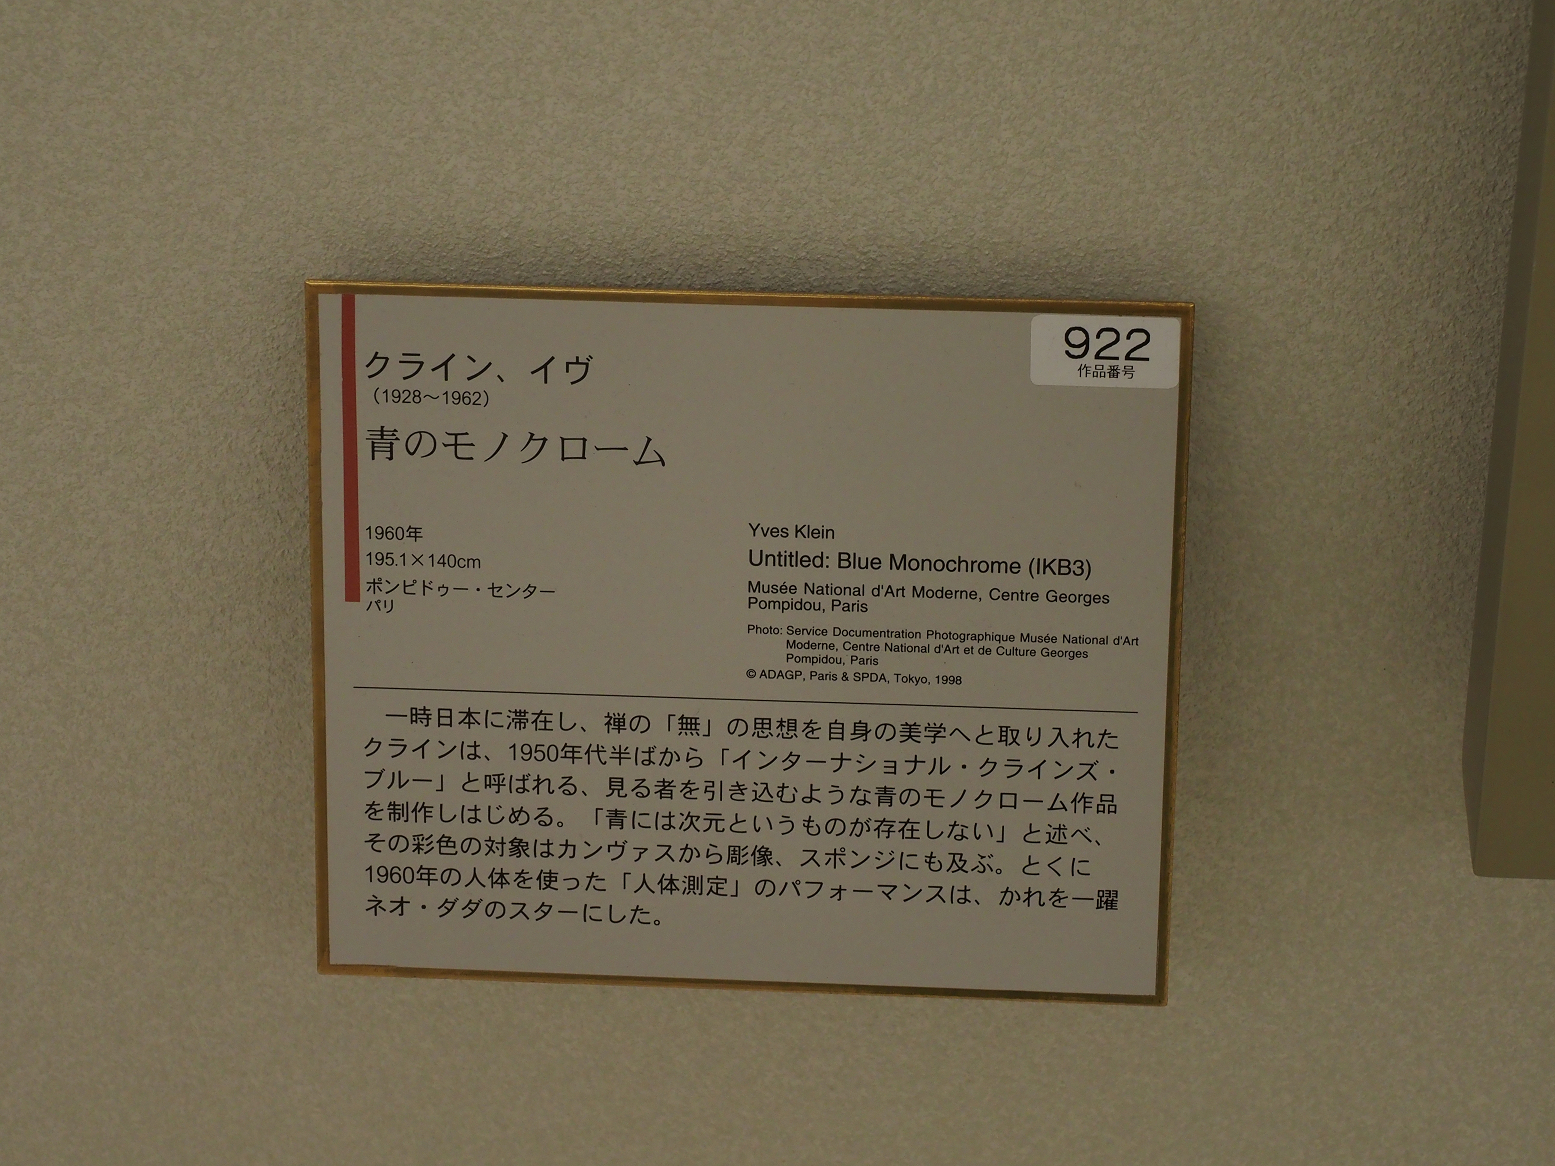 922
作品番号
クライン、イヴ
（1928～1962）
青のモノクローム
1960年
195.1×140cm
ポンピドゥー・センター
パリ
Yves Klein
Untitled: Blue Monochrome (IKB3)
Musée National d'Art Moderne, Centre Georges
Pompidou, Paris
Photo: Service Documentration Photographique Musée National d'Art
Moderne, Centre National d'Art et de Culture Georges
Pompidou, Paris
© ADAGP, Paris & SPDA, Tokyo, 1998
一時日本に滞在し、禅の「無」の思想を自身の美学へと取り入れた
クラインは、1950年代半ばから「インターナショナル・クラインズ・
ブルー」と呼ばれる、見る者を引き込むような青のモノクローム作品
を制作しはじめる。「青には次元というものが存在しない」と述べ、
その彩色の対象はカンヴァスから彫像、スポンジにも及ぶ。とくに
1960年の人体を使った「人体測定」のパフォーマンスは、かれを一躍
ネオ・ダダのスターにした。